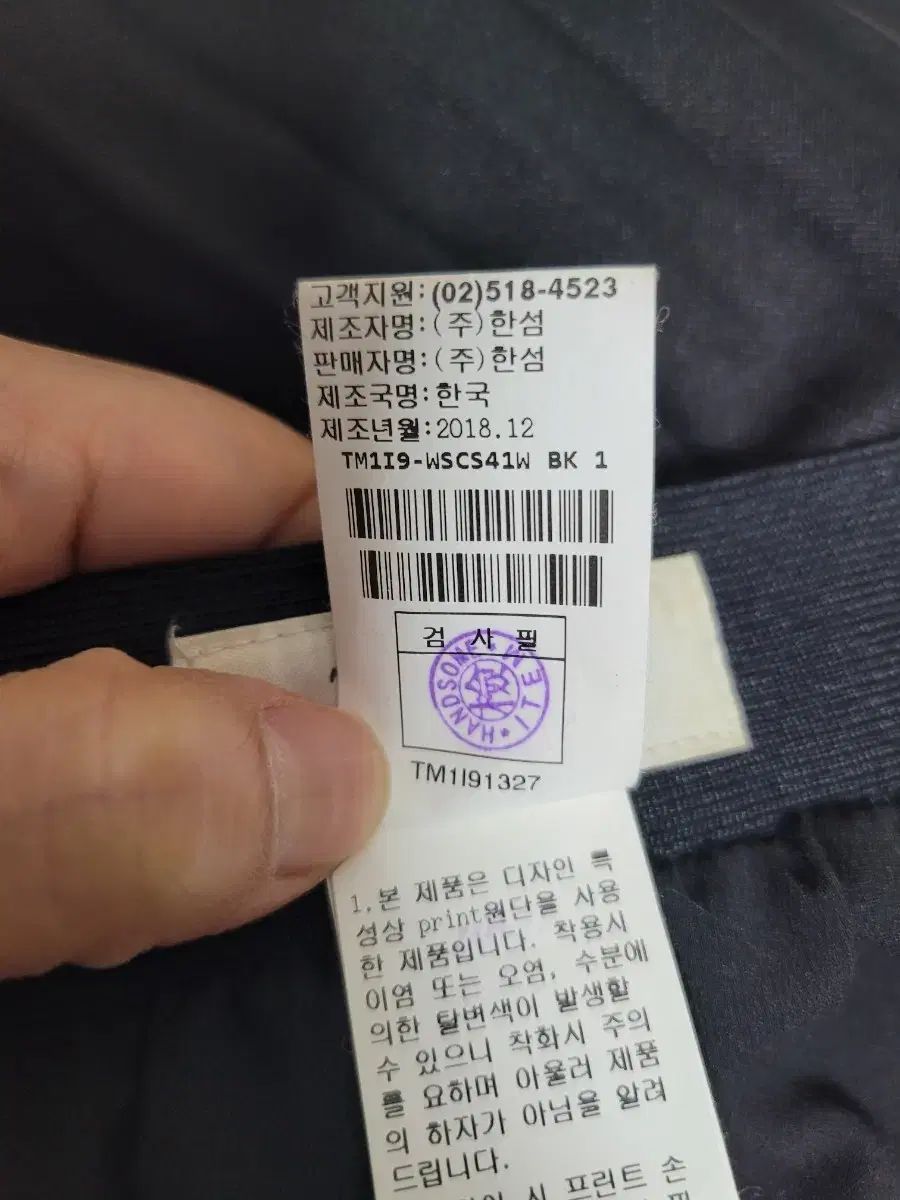 고객지원:(02)518-4523
제조자명:(주)한섬
판매자명:(주)한섬
제조국명:한국
제조년월:2018.12
TM1I9-WSCS41W BK 1
검 사 필
HANDSOME ITEM
TM1I91327
1.본 제품은 디자인 특
성상 print원단을 사용
한 제품입니다. 착용시
이염 또는 오염, 수분에
의한 탈변색이 발생할
수 있으니 착화시 주의
를 요하며 아울러 제품
의 하자가 아님을 알려
드립니다.
시 프린트 손